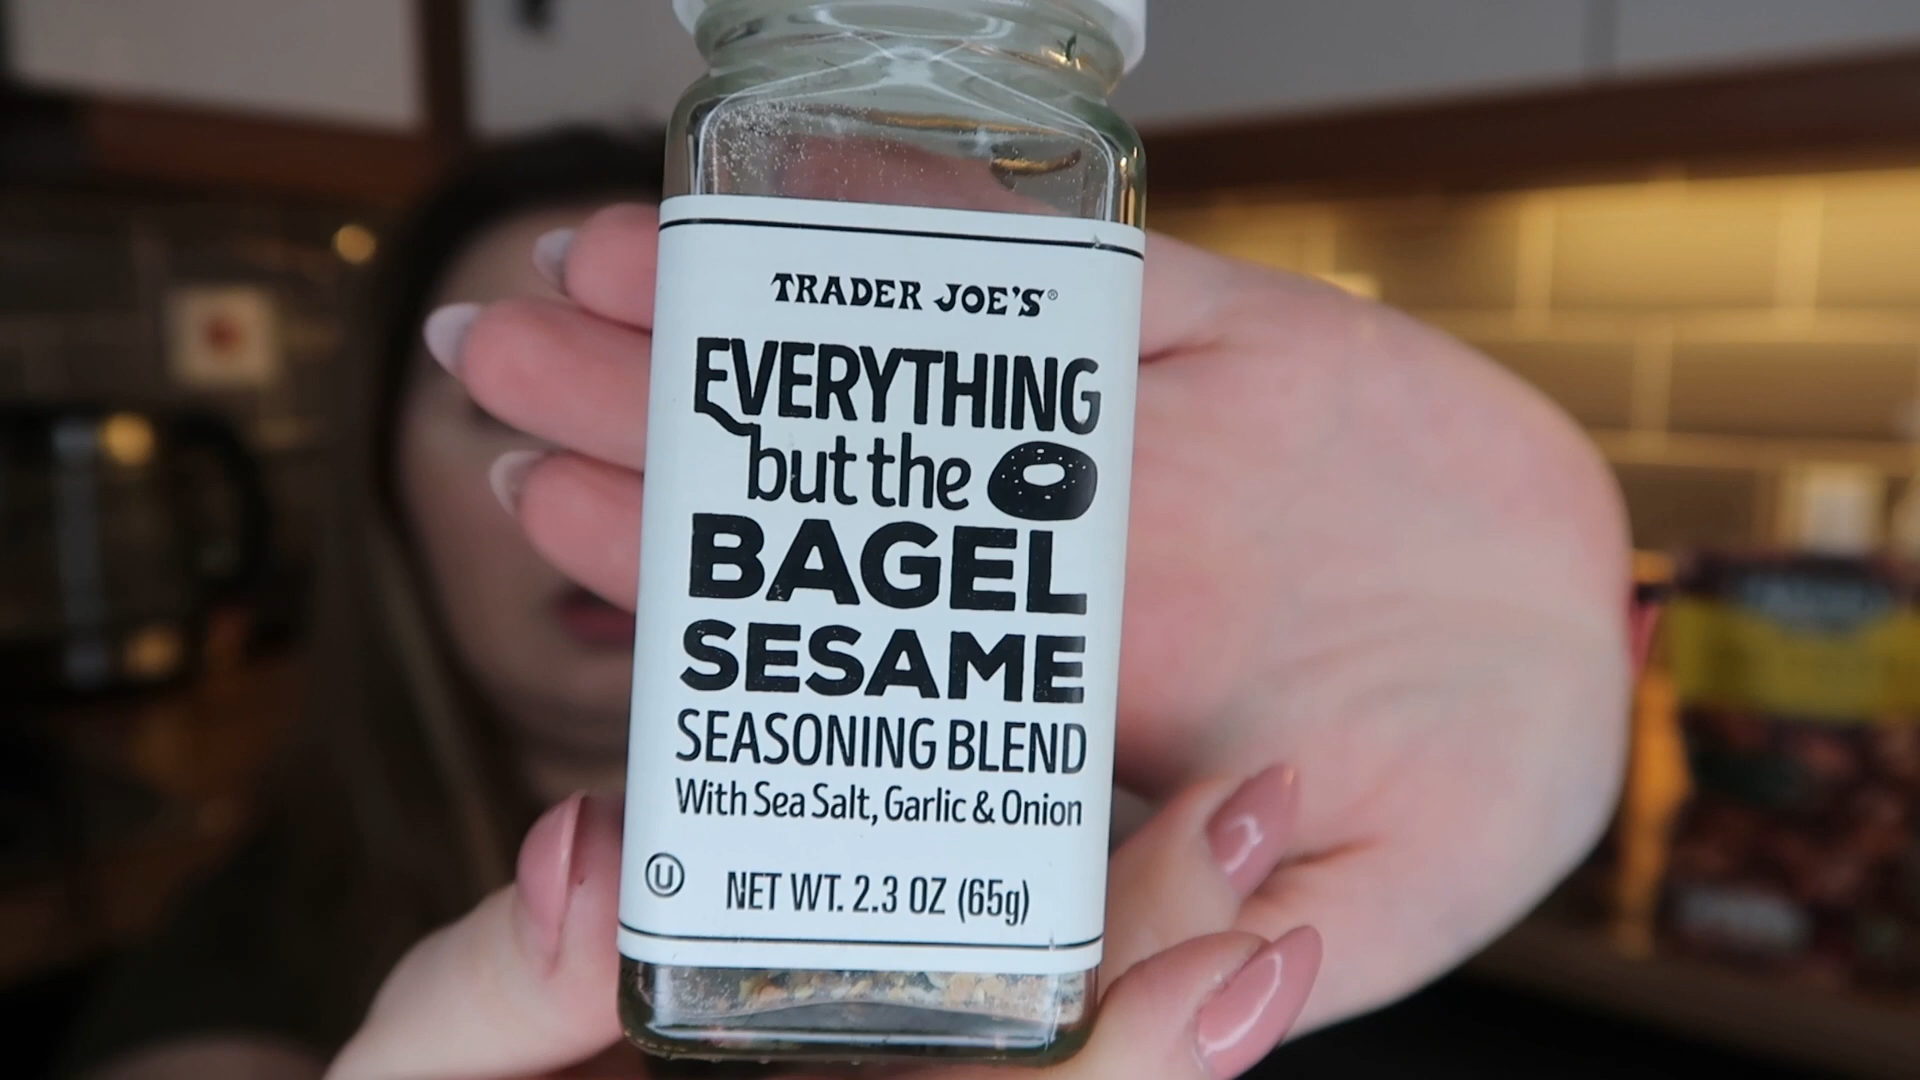 TRADER JOE'S®
EVERYTHING
but the
BAGEL
SESAME
SEASONING BLEND
With Sea Salt, Garlic & Onion
U NET WT. 2.3 OZ (65g)